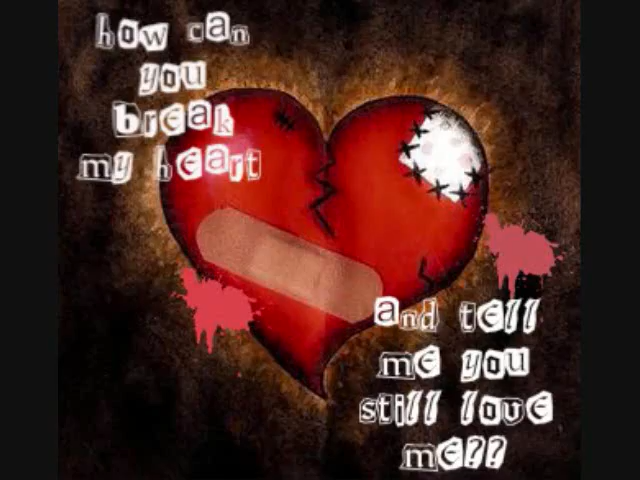 how can
you
break
my heart
and tell
me you
still love
me??